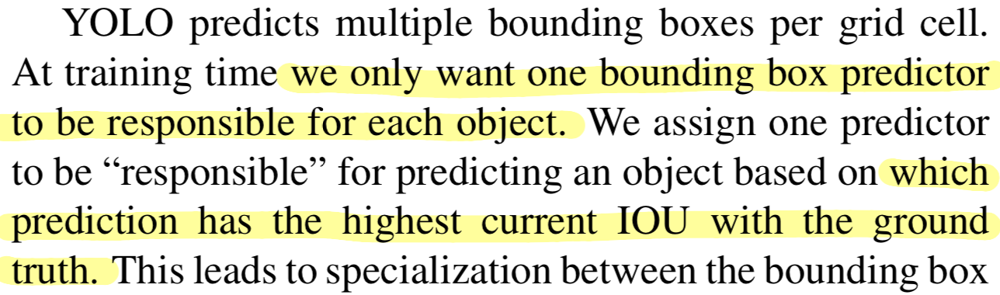 YOLO predicts multiple bounding boxes per grid cell.
At training time we only want one bounding box predictor
to be responsible for each object. We assign one predictor
to be “responsible” for predicting an object based on which
prediction has the highest current IOU with the ground
truth. This leads to specialization between the bounding box